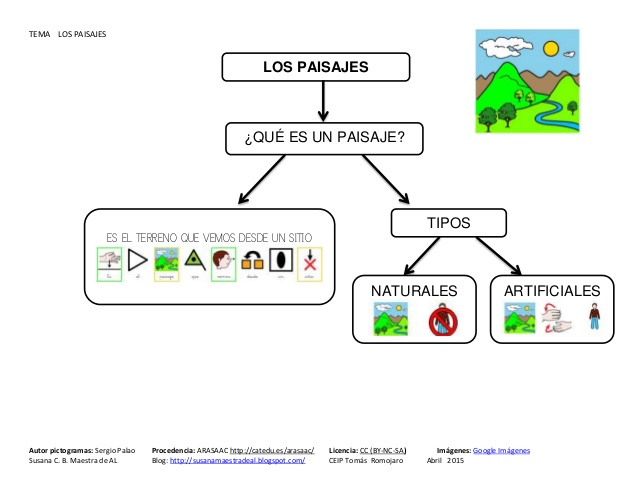 TEMA LOS PAISAJES
LOS PAISAJES
¿QUÉ ES UN PAISAJE?
ES EL TERRENO QUE VEMOS DESDE UN SITIO
TIPOS
NATURALES
ARTIFICIALES
Autor pictogramas: Sergio Palao Procedencia: ARASAAC http://catedu.es/arasaac/ Licencia: CC (BY-NC-SA) Imágenes: Google Imágenes
Susana C. B. Maestra de AL Blog: http://susanamaestradeal.blogspot.com/ CEIP Tomás Romojaro Abril 2015